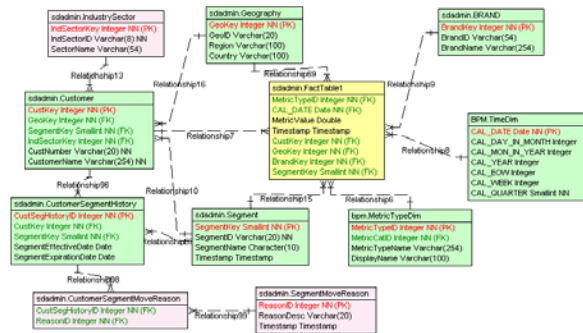 sdadmin.IndustrySector
IndSectorKey Integer NN (PK)
IndSectorID Varchar(8) NN
SectorName Varchar(54)
sdadmin.Geography
GeoKey Integer NN (PK)
GeoID Varchar(20)
Region Varchar(100)
Country Varchar(100)
sdadmin.BRAND
BrandKey Integer NN (PK)
BrandID Varchar(54)
BrandName Varchar(254)
Relationship13
Relationship16
Relationship69
Relationship9
sdadmin.Customer
CustKey Integer NN (PK)
GeoKey Integer NN (FK)
SegmentKey Smallint NN (FK)
IndSectorKey Integer NN (FK)
CustNumber Varchar(20) NN
CustomerName Varchar(254) NN
Relationship7
sdadmin.FactTable1
MetricTypeID Integer NN (FK)
CAL_DATE Date NN (FK)
MetricValue Double
Timestamp Timestamp
CustKey Integer NN (FK)
GeoKey Integer NN (FK)
BrandKey Integer NN (FK)
SegmentKey Smallint NN (FK)
Relationship8
BPM.TimeDim
CAL_DATE Date NN (PK)
CAL_DAY_IN_MONTH Integer
CAL_MON_IN_YEAR Integer
CAL_YEAR Integer
CAL_EOW Integer
CAL_WEEK Integer
CAL_QUARTER Smallint NN
Relationship96
Relationship10
Relationship15
Relationship6
sdadmin.CustomerSegmentHistory
CustSegHistoryID Integer NN (PK)
CustKey Integer NN (FK)
SegmentKey Smallint NN (FK)
SegmentEffectiveDate Date
SegmentExpirationDate Date
sdadmin.Segment
SegmentKey Smallint NN (PK)
SegmentID Varchar(20) NN
SegmentName Character(10)
Timestamp Timestamp
bpm.MetricTypeDim
MetricTypeID Integer NN (PK)
MetricCatID Integer NN (FK)
MetricTypeName Varchar(254)
DisplayName Varchar(100)
Relationship98
sdadmin.CustomerSegmentMoveReason
CustSegHistoryID Integer NN (FK)
ReasonID Integer NN (FK)
Relationship99
sdadmin.SegmentMoveReason
ReasonID Integer NN (PK)
ReasonDesc Varchar(20)
Timestamp Timestamp